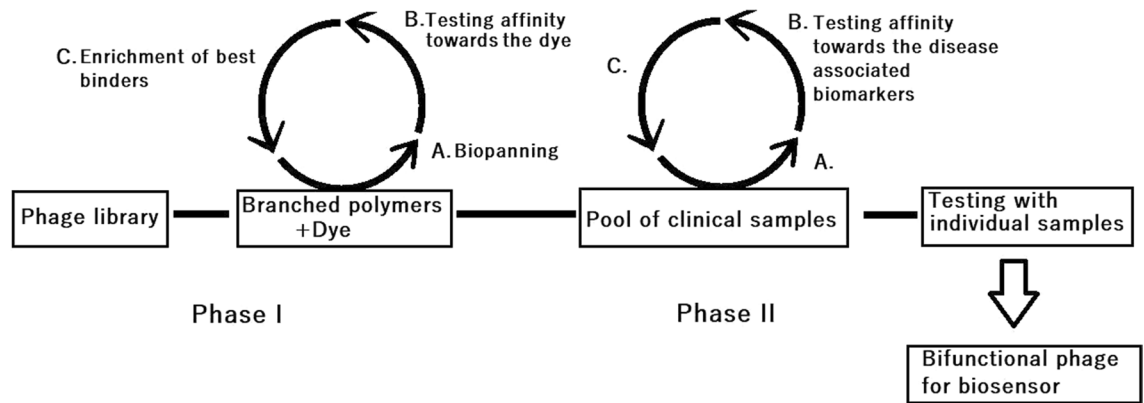 B. Testing affinity
towards the dye
C. Enrichment of best
binders
A. Biopanning
B. Testing affinity
towards the disease
associated
biomarkers
C.
A.
Phage library
Branched polymers
+Dye
Pool of clinical samples
Testing with
individual samples
Phase I
Phase II
Bifunctional phage
for biosensor